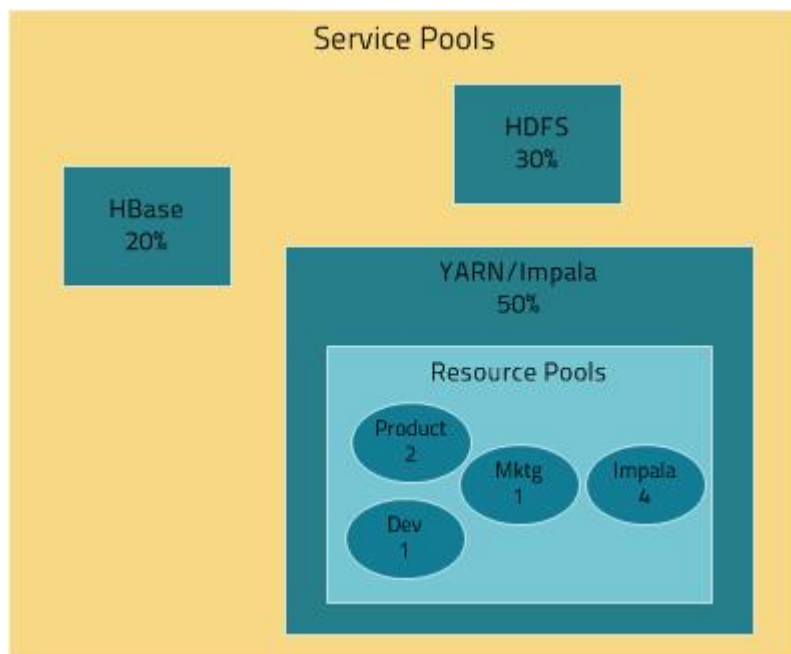 Service Pools
HDFS
30%
HBase
20%
YARN/Impala
50%
Resource Pools
Product
2
Mktg
1
Impala
4
Dev
1